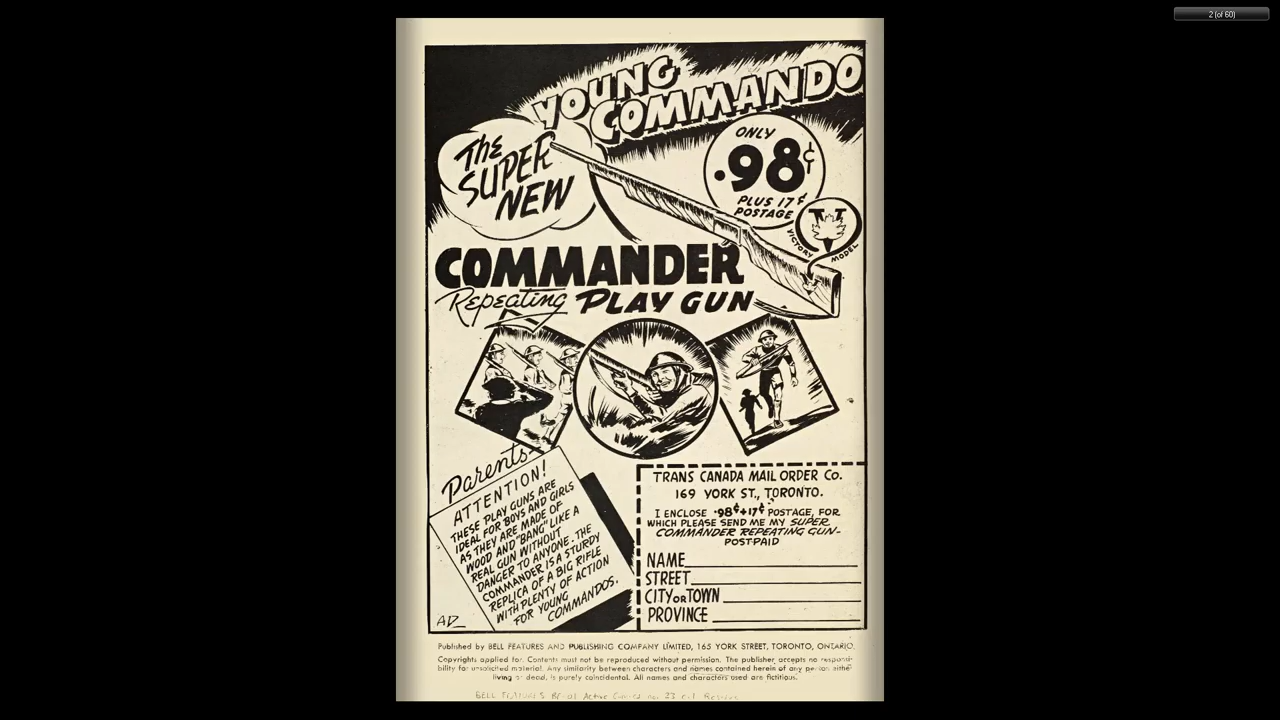 2 (of 60)
YOUNG
COMMANDO
THE
SUPER
NEW
ONLY
.98¢
PLUS 17¢
POSTAGE
V
VICTORY MODEL
COMMANDER
Repeating PLAY GUN
Parents
ATTENTION!
THESE PLAY GUNS ARE
IDEAL FOR BOYS AND GIRLS
AS THEY ARE MADE OF
WOOD AND "BANG" LIKE A
REAL GUN WITHOUT
DANGER TO ANYONE. THE
COMMANDER IS A STURDY
REPLICA OF A BIG RIFLE
WITH PLENTY OF ACTION
FOR YOUNG
COMMANDOS.
AD
TRANS CANADA MAIL ORDER Co.
169 YORK ST., TORONTO.
I ENCLOSE .98¢+17¢ POSTAGE, FOR
WHICH PLEASE SEND ME MY SUPER
COMMANDER REPEATING GUN-
POST-PAID
NAME
STREET
CITY OR TOWN
PROVINCE
Published by BELL FEATURES AND PUBLISHING COMPANY LIMITED, 165 YORK STREET, TORONTO, ONTARIO.
Copyrights applied for. Contents must not be reproduced without permission. The publisher accepts no responsi-
bility for unsolicited material. Any similarity between characters and names contained herein of any person eithe
living or dead, is purely coincidental. All names and characters used are fictitious.
BELL FEATURES